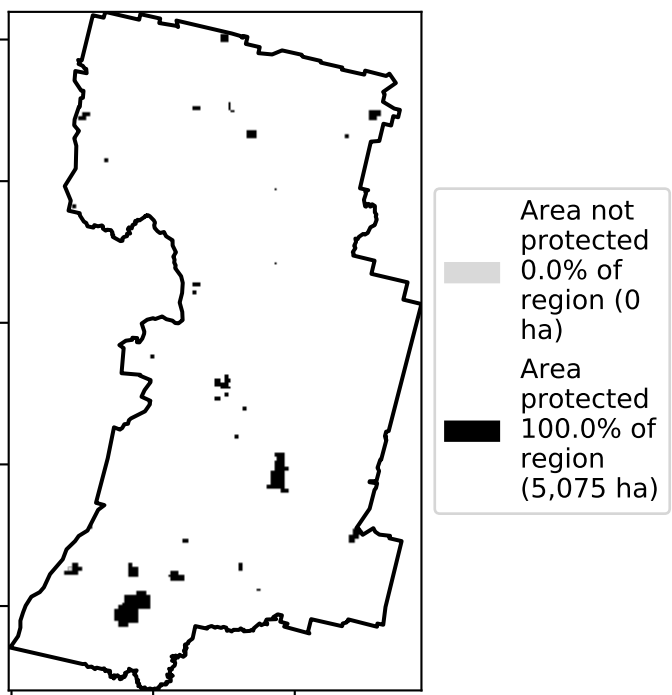 Area not
protected
0.0% of
region (0
ha)
Area
protected
100.0% of
region
(5,075 ha)